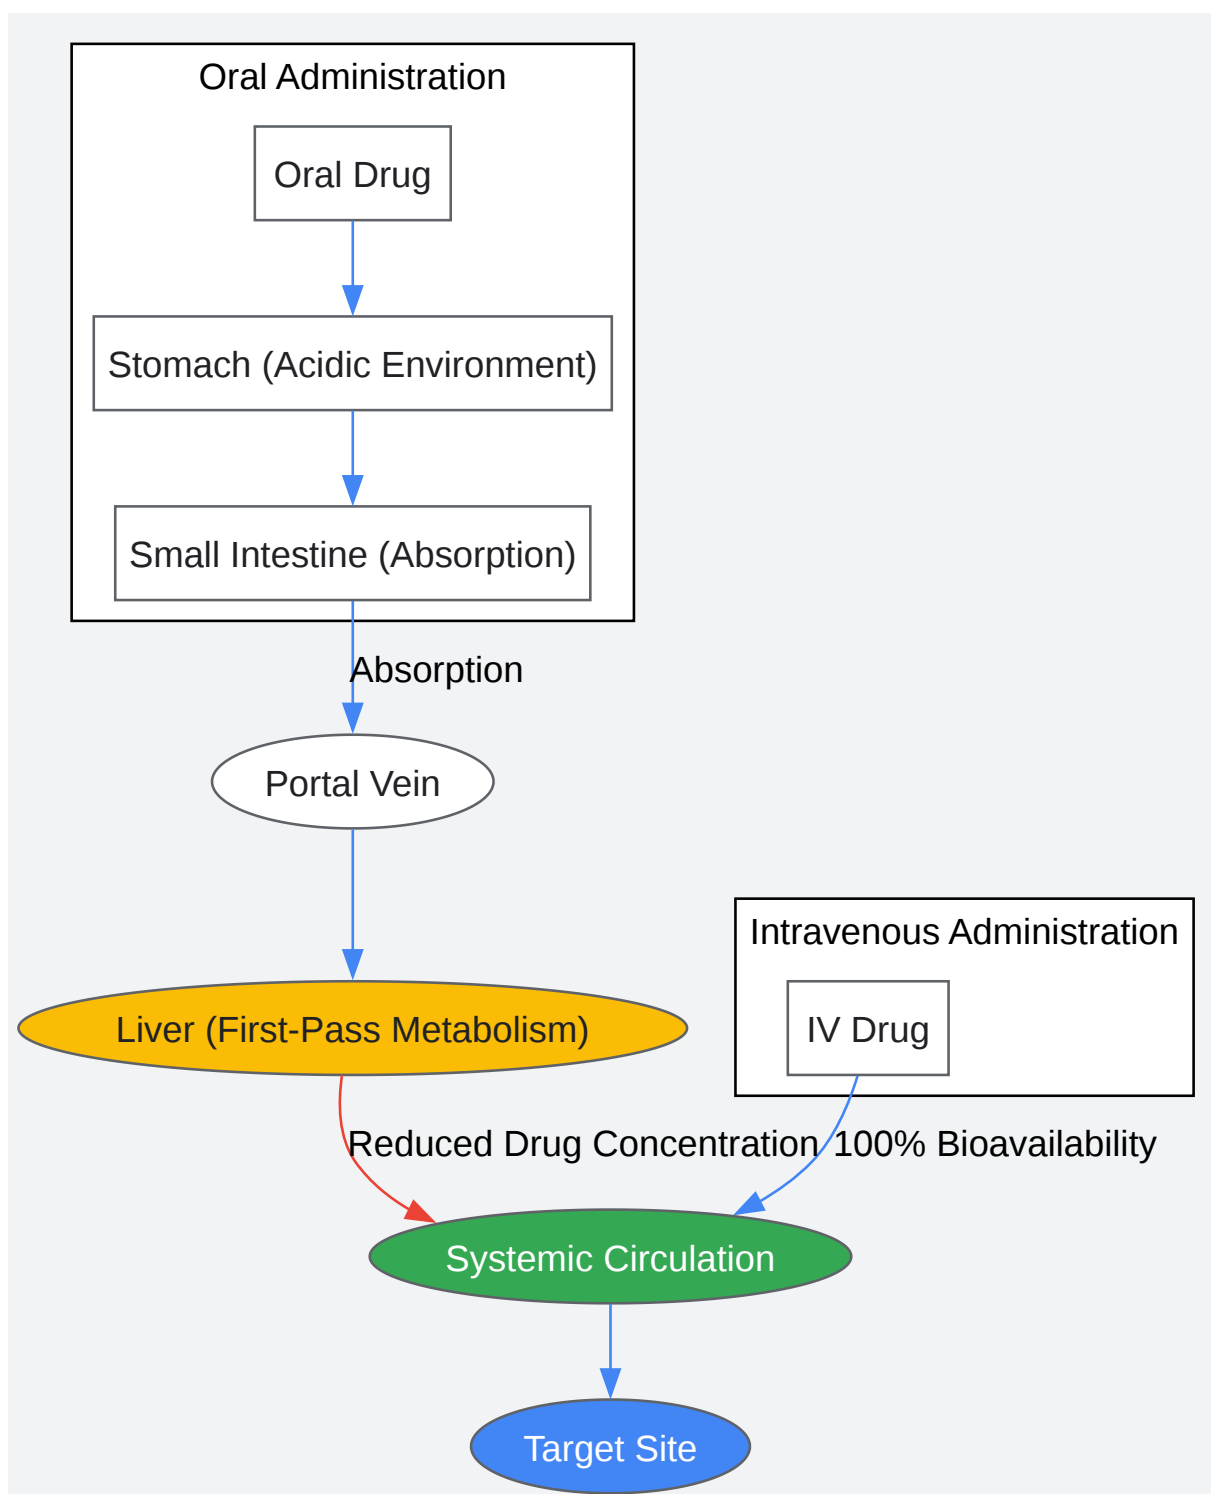 Oral Administration
Oral Drug
Stomach (Acidic Environment)
Small Intestine (Absorption)
Absorption
Portal Vein
Intravenous Administration
Liver (First-Pass Metabolism)
IV Drug
Reduced Drug Concentration
100% Bioavailability
Systemic Circulation
Target Site